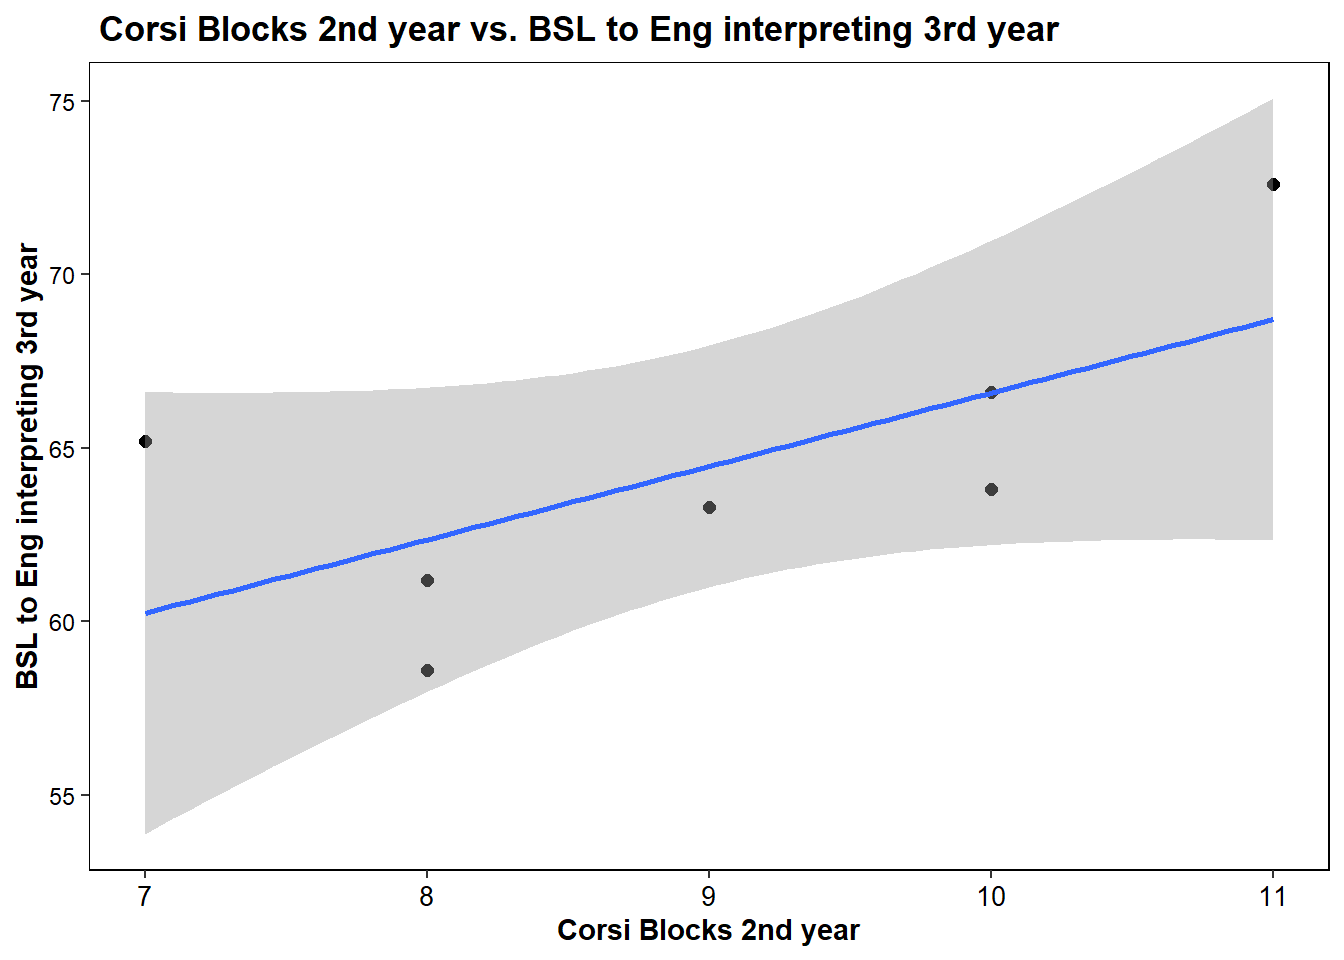 Corsi Blocks 2nd year vs. BSL to Eng interpreting 3rd year
BSL to Eng interpreting 3rd year
75
70
65
60
55
7 8 9 10 11
Corsi Blocks 2nd year